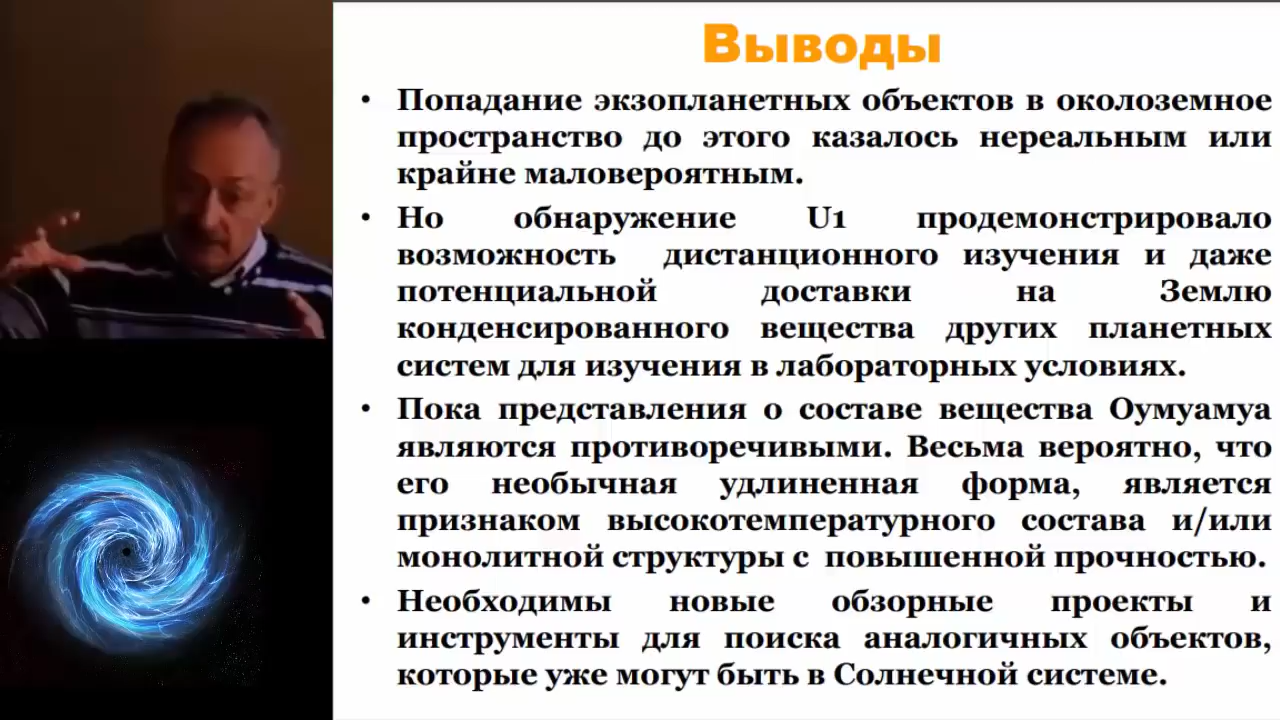 Выводы
• Попадание экзопланетных объектов в околоземное
пространство до этого казалось нереальным или
крайне маловероятным.
• Но обнаружение U1 продемонстрировало
возможность дистанционного изучения и даже
потенциальной доставки на Землю
конденсированного вещества других планетных
систем для изучения в лабораторных условиях.
• Пока представления о составе вещества Оумуамуа
являются противоречивыми. Весьма вероятно, что
его необычная удлиненная форма, является
признаком высокотемпературного состава и/или
монолитной структуры с повышенной прочностью.
• Необходимы новые обзорные проекты и
инструменты для поиска аналогичных объектов,
которые уже могут быть в Солнечной системе.